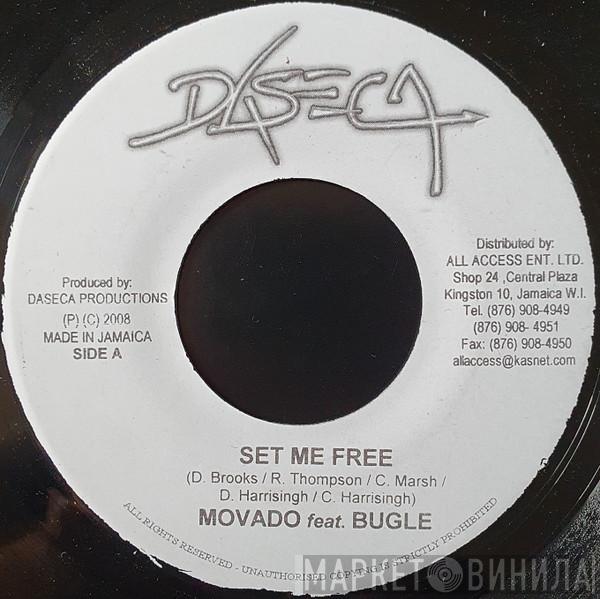 DASECA
Produced by:
DASECA PRODUCTIONS
(P) (C) 2008
MADE IN JAMAICA
SIDE A
Distributed by:
ALL ACCESS ENT. LTD.
Shop 24 ,Central Plaza
Kingston 10, Jamaica W.I.
Tel. (876) 908-4949
(876) 908- 4951
Fax: (876) 908-4950
allaccess@kasnet.com
SET ME FREE
(D. Brooks / R. Thompson / C. Marsh /
D. Harrisingh / C. Harrisingh)
MOVADO feat. BUGLE
ALL RIGHTS RESERVED - UNAUTHORISED COPYING IS STRICTLY PROHIBITED
МАРКЕТ ВИНИЛА